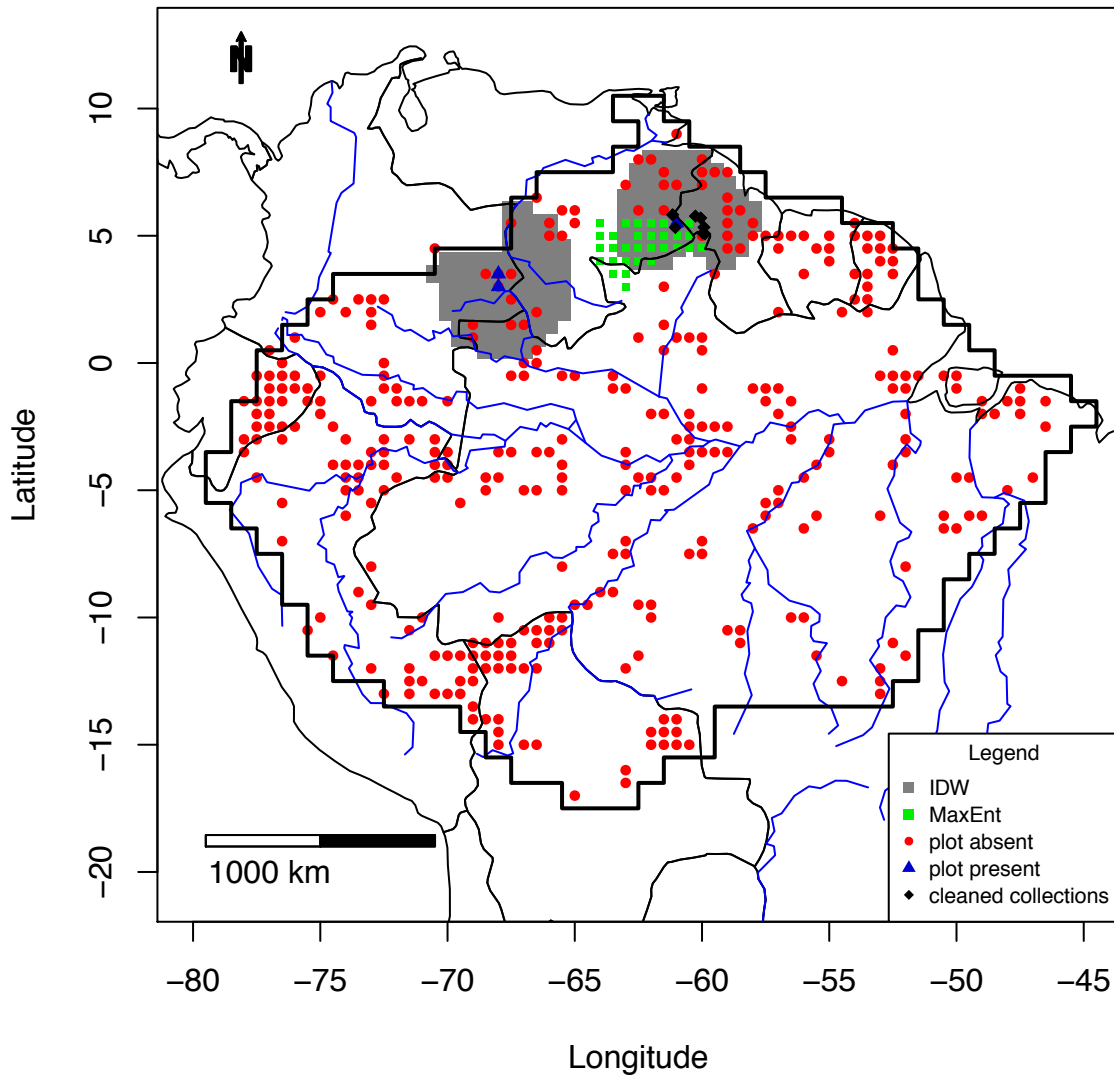 N
10
5
0
−5
−10
−15
−20
Latitude
1000 km
Legend
IDW
MaxEnt
plot absent
plot present
cleaned collections
−80
−75
−70
−65
−60
−55
−50
−45
Longitude